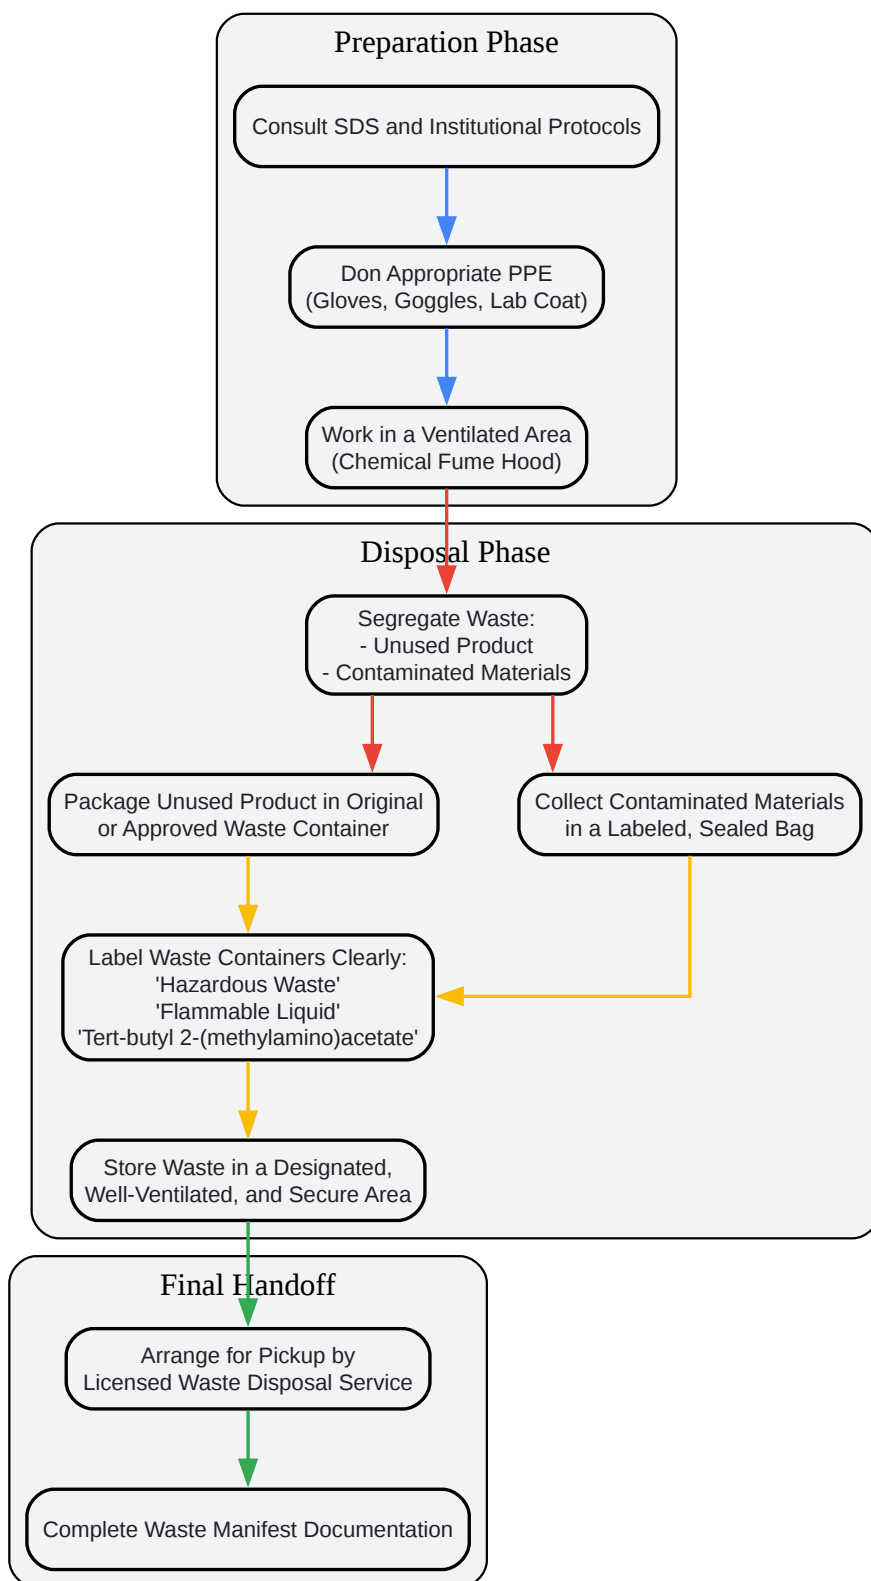 Preparation Phase
Consult SDS and Institutional Protocols
Don Appropriate PPE
(Gloves, Goggles, Lab Coat)
Work in a Ventilated Area
(Chemical Fume Hood)
Disposal Phase
Segregate Waste:
- Unused Product
- Contaminated Materials
Package Unused Product in Original
or Approved Waste Container
Collect Contaminated Materials
in a Labeled, Sealed Bag
Label Waste Containers Clearly:
'Hazardous Waste'
'Flammable Liquid'
'Tert-butyl 2-(methylamino)acetate'
Store Waste in a Designated,
Well-Ventilated, and Secure Area
Final Handoff
Arrange for Pickup by
Licensed Waste Disposal Service
Complete Waste Manifest Documentation